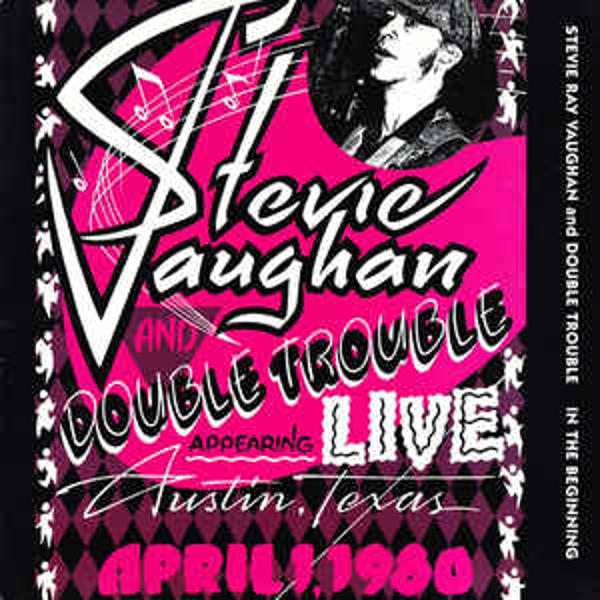 Stevie
Vaughan
AND
DOUBLE TROUBLE
APPEARING LIVE
Austin, Texas
APRIL 1, 1980
STEVIE RAY VAUGHAN and DOUBLE TROUBLE IN THE BEGINNING